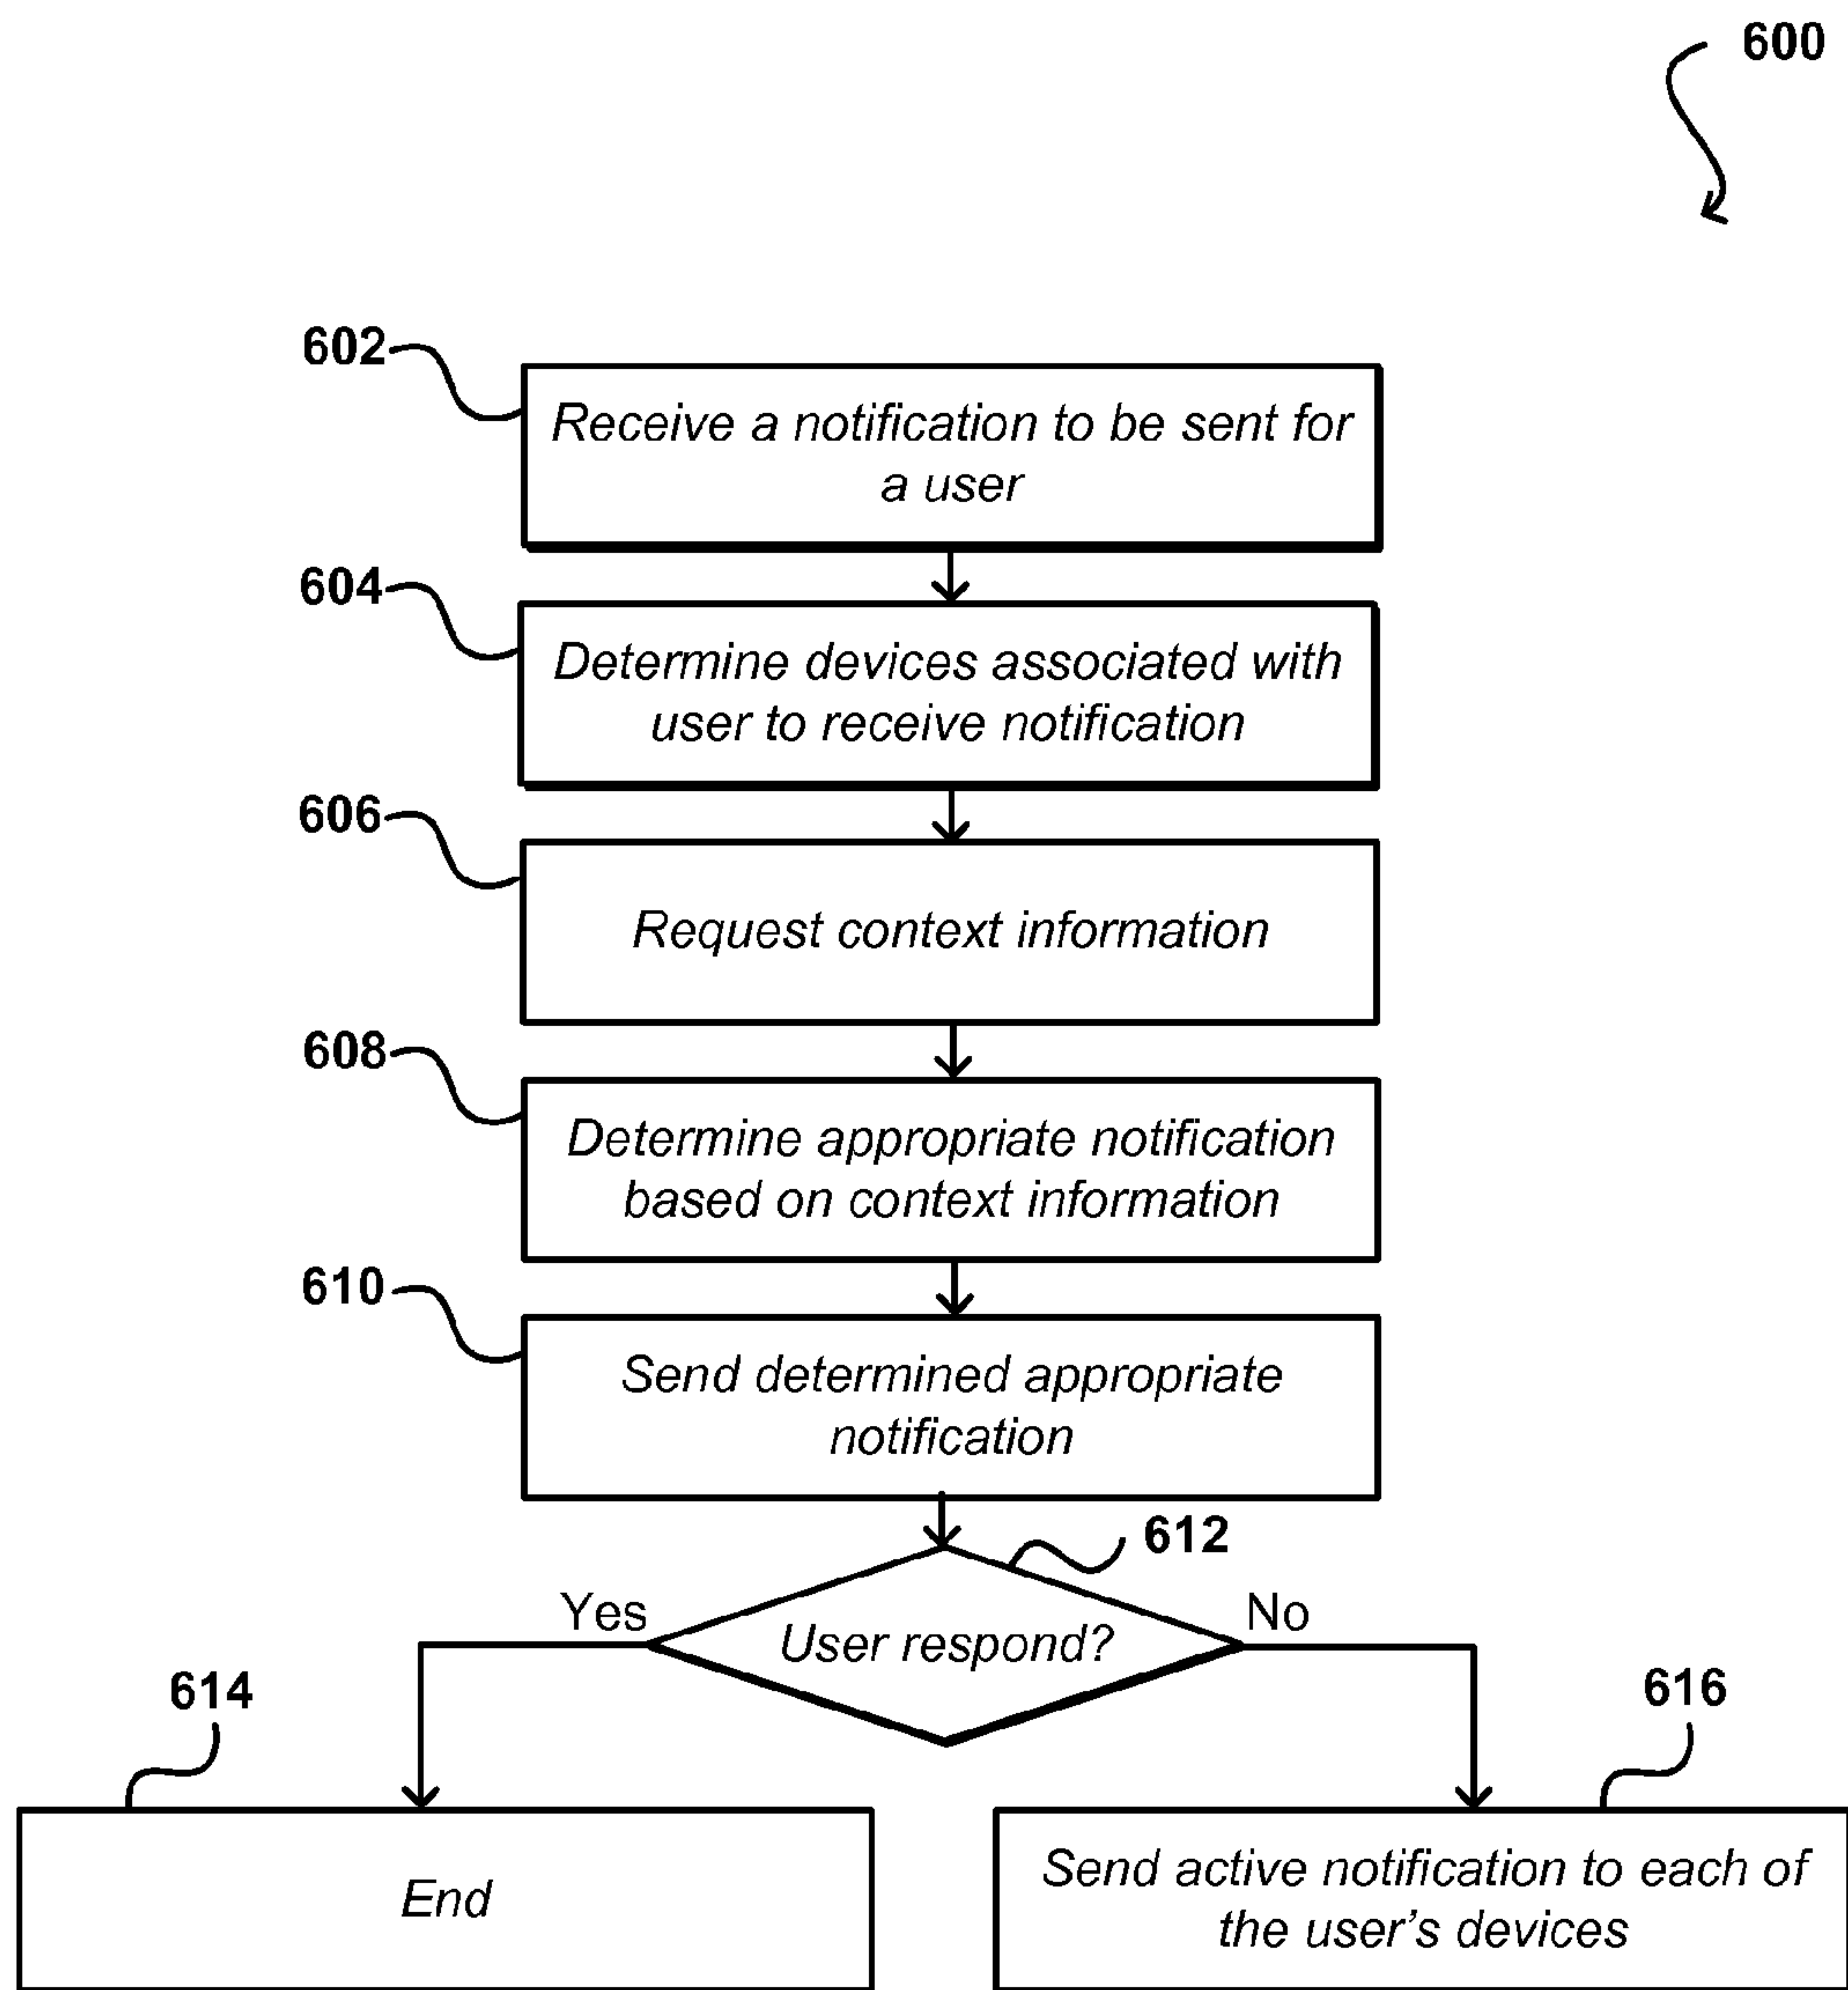 600
602
Receive a notification to be sent for
a user
604
Determine devices associated with
user to receive notification
606
Request context information
608
Determine appropriate notification
based on context information
610
Send determined appropriate
notification
612
User respond?
Yes
No
614
End
616
Send active notification to each of
the user's devices